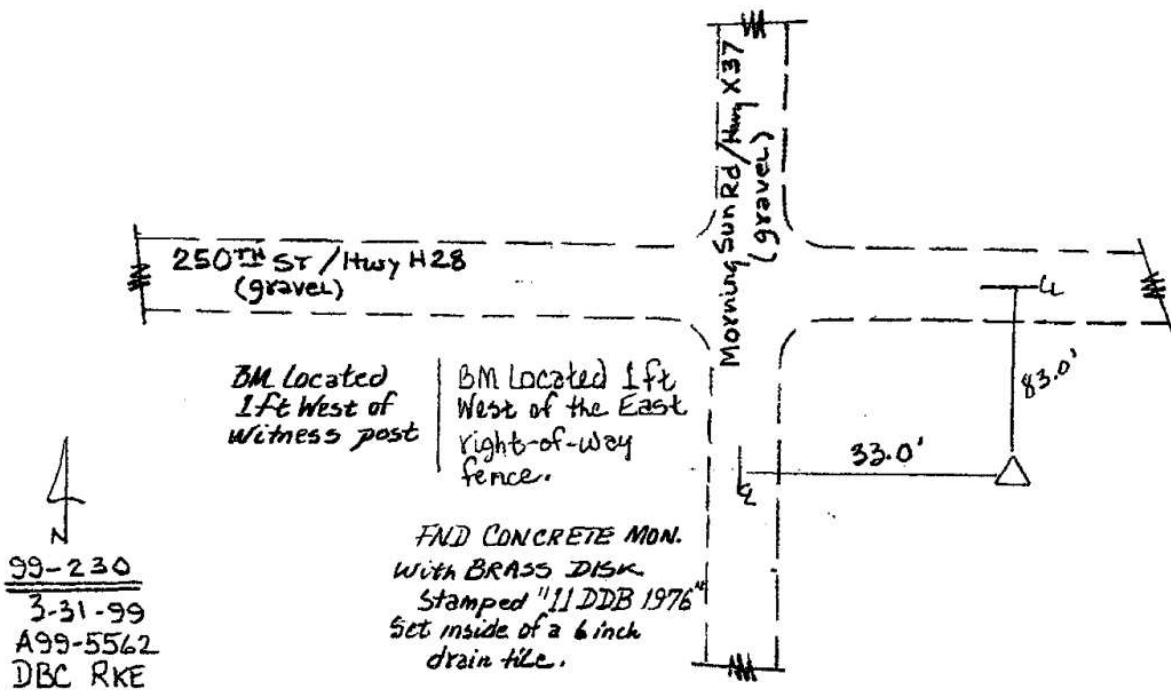 Morning Sun Rd/Hwy X37
(gravel)
250TH ST/Hwy H28
(gravel)
CL
83.0'
BM Located
1ft West of
Witness post
BM Located 1ft
West of the East
right-of-way
fence.
33.0'
CL
N
FND CONCRETE MON.
With BRASS DISK
Stamped "11 DDB 1976"
Set inside of a 6 inch
drain tile.
99-230
3-31-99
A99-5562
DBC RKE